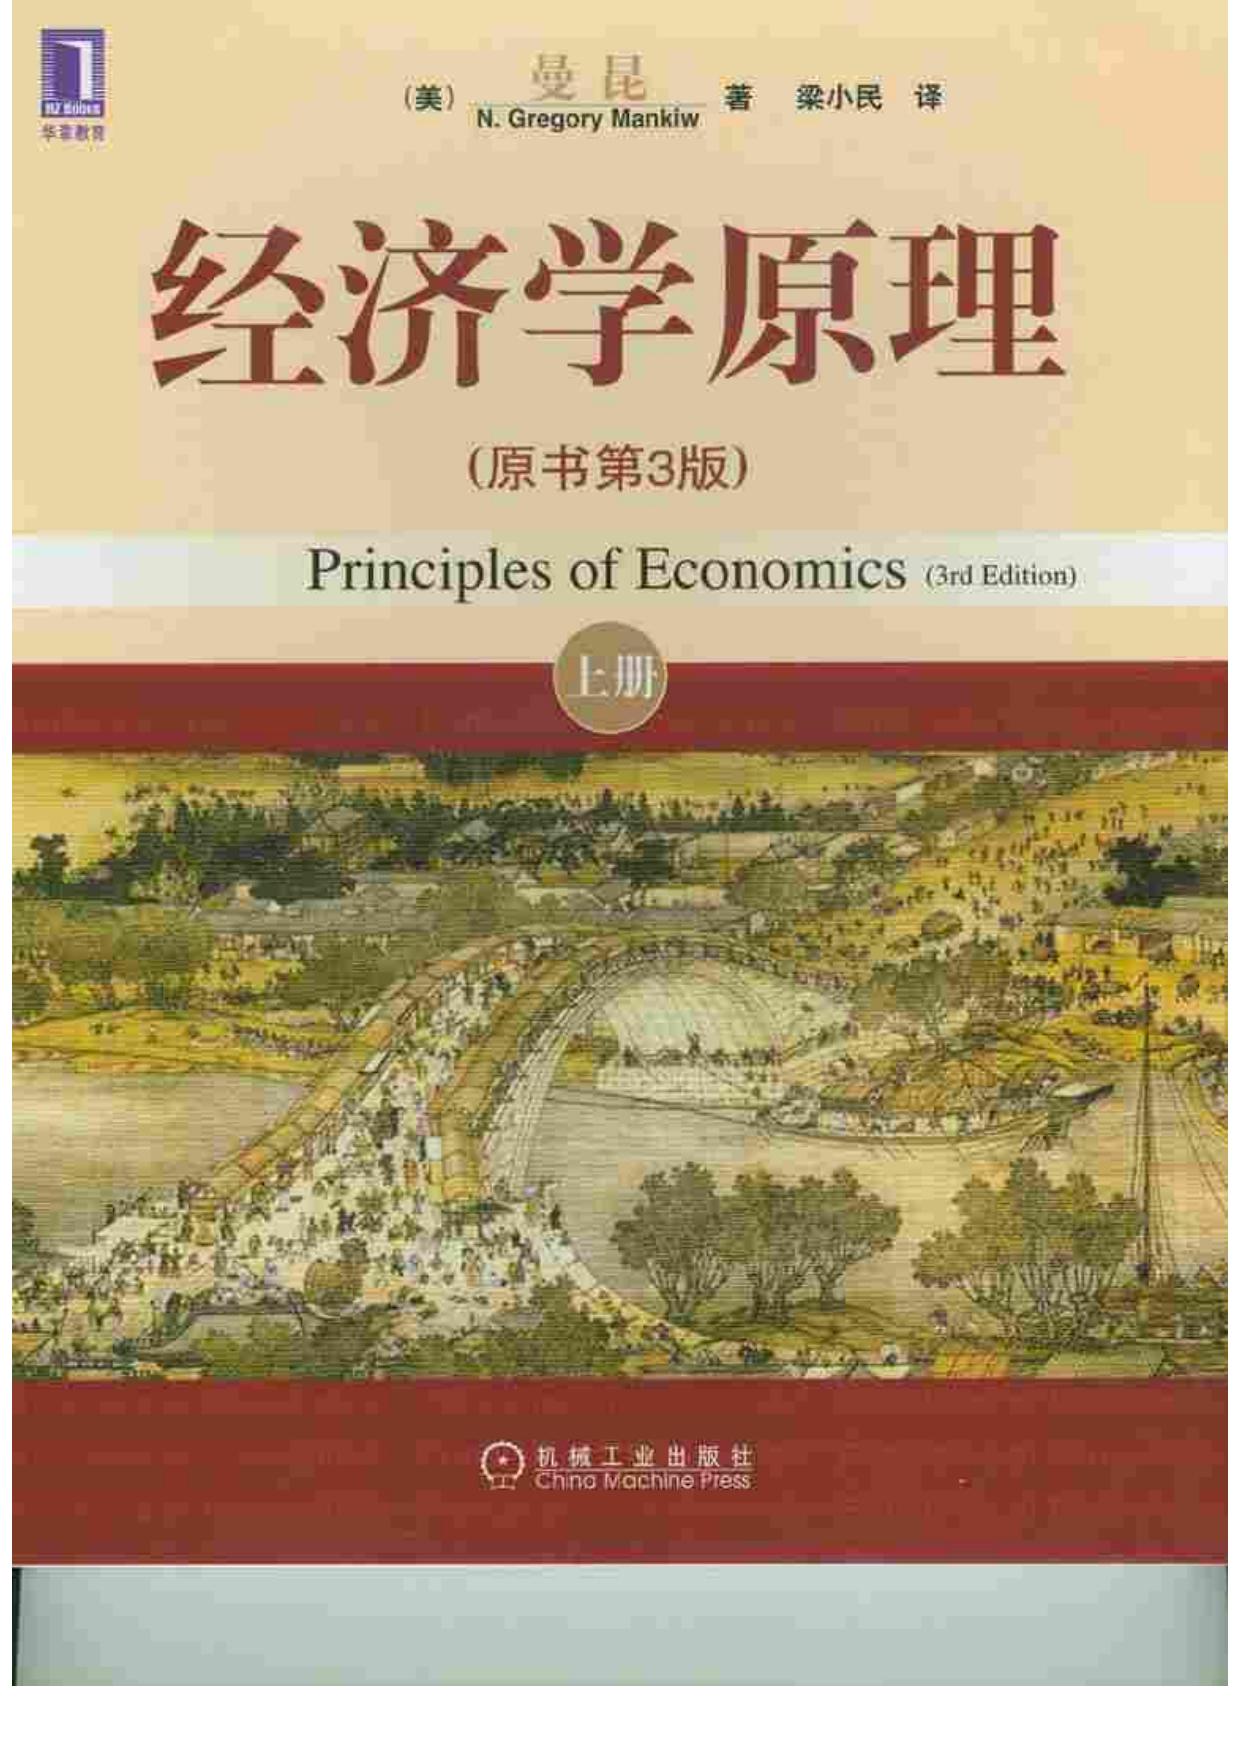 HZ Books
华章教育
(美) 曼昆 著 梁小民 译
N. Gregory Mankiw
经济学原理
(原书第3版)
Principles of Economics (3rd Edition)
上册
机械工业出版社
China Machine Press